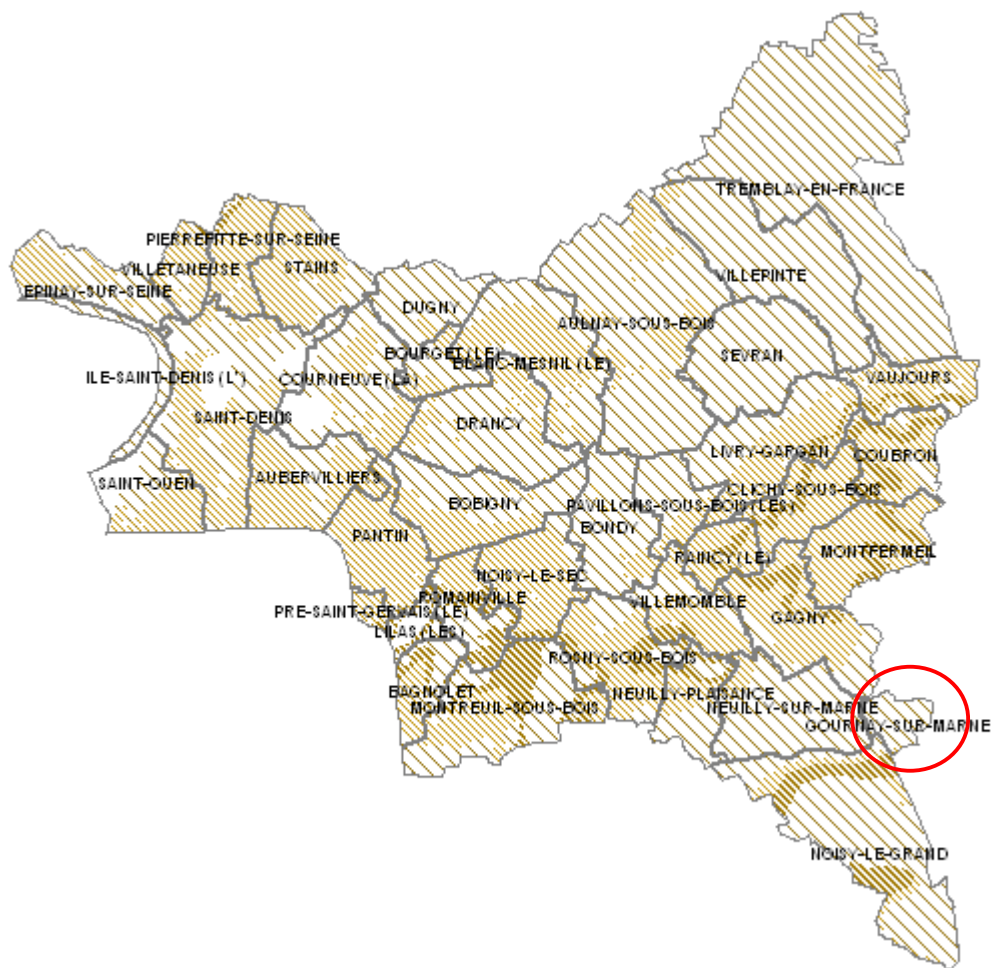 TREMBLAY-EN-FRANCE
PIERREFITTE-SUR-SEINE
VILLETANEUSE
STAINS
VILLEPINTE
EPINAY-SUR-SEINE
DUGNY
AULNAY-SOUS-BOIS
BOURGET (LE)
SEVRAN
BLANC-MESNIL (LE)
ILE-SAINT-DENIS (L')
COURNEUVE (LA)
VAUJOURS
SAINT-DENIS
DRANCY
LIVRY-GARGAN
COUBRON
SAINT-OUEN
AUBERVILLIERS
CLICHY-SOUS-BOIS
BOBIGNY
PAVILLONS-SOUS-BOIS (LES)
BONDY
PANTIN
MONTFERMEIL
RAINCY (LE)
NOISY-LE-SEC
ROMAINVILLE
VILLEMOMBLE
PRE-SAINT-GERVAIS (LE)
GAGNY
LILAS (LES)
ROSNY-SOUS-BOIS
BAGNOLET
NEUILLY-PLAISANCE
MONTREUIL-SOUS-BOIS
NEUILLY-SUR-MARNE
GOURNAY-SUR-MARNE
NOISY-LE-GRAND